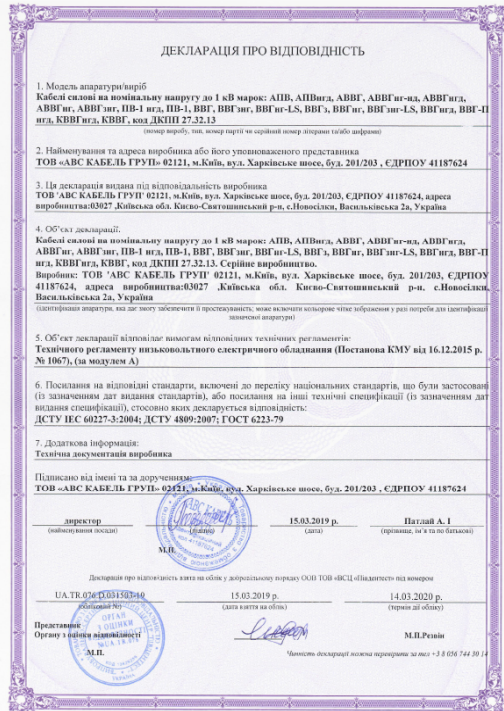 ДЕКЛАРАЦІЯ ПРО ВІДПОВІДНІСТЬ
1. Модель апаратури/виріб
Кабелі силові на номінальну напругу до 1 кВ марок: АПВ, АПВнгд, АВВГ, АВВГнг-нд, АВВГнгд,
АВВГнг, АВВГзнг, ПВ-1 нгд, ПВ-1, ВВГ, ВВГзнг, ВВГнг-LS, ВВГз, ВВГнг, ВВГзнг-LS, ВВГнгд, ВВГ-П
нгд, КВВГнгд, КВВГ, код ДКПП 27.32.13
(номер виробу, тип, номер партії чи серійний номер літерами та/або цифрами)
2. Найменування та адреса виробника або його уповноваженого представника
ТОВ «АВС КАБЕЛЬ ГРУП» 02121, м.Київ, вул. Харківське шосе, буд. 201/203 , ЄДРПОУ 41187624
3. Ця декларація видана під відповідальність виробника
ТОВ 'АВС КАБЕЛЬ ГРУП' 02121, м.Київ, вул. Харківське шосе, буд. 201/203, ЄДРПОУ 41187624, адреса
виробництва:03027 ,Київська обл. Києво-Святошинський р-н, с.Новосілки, Васильківська 2а, Україна
4. Об'єкт декларації.
Кабелі силові на номінальну напругу до 1 кВ марок: АПВ, АПВнгд, АВВГ, АВВГнг-нд, АВВГнгд,
АВВГнг, АВВГзнг, ПВ-1 нгд, ПВ-1, ВВГ, ВВГзнг, ВВГнг-LS, ВВГз, ВВГнг, ВВГзнг-LS, ВВГнгд, ВВГ-П
нгд, КВВГнгд, КВВГ, код ДКПП 27.32.13. Серійне виробництво.
Виробник: ТОВ 'АВС КАБЕЛЬ ГРУП' 02121, м.Київ, вул. Харківське шосе, буд. 201/203, ЄДРПОУ
41187624, адреса виробництва:03027 ,Київська обл. Києво-Святошинський р-н. с.Новосілки,
Васильківська 2а, Україна
(ідентифікація апаратури, яка дає змогу забезпечити її простежуваність; може включати кольорове чітке зображення у разі потреби для ідентифікації
зазначеної апаратури)
5. Об'єкт декларації відповідає вимогам відповідних технічних регламентів:
Технічного регламенту низьковольтного електричного обладнання (Постанова КМУ від 16.12.2015 р.
№ 1067), (за модулем А)
6. Посилання на відповідні стандарти, включені до переліку національних стандартів, що були застосовані
(із зазначенням дат видання стандартів), або посилання на інші технічні специфікації (із зазначенням дат
видання специфікації), стосовно яких декларується відповідність:
ДСТУ IEC 60227-3:2004; ДСТУ 4809:2007; ГОСТ 6223-79
7. Додаткова інформація:
Технічна документація виробника
Підписано від імені та за дорученням:
ТОВ «АВС КАБЕЛЬ ГРУП» 02121, м.Київ, вул. Харківське шосе, буд. 201/203 , ЄДРПОУ 41187624
директор 15.03.2019 р. Патлай А. І
(найменування посади) (підпис) (дата) (прізвище, ім'я та по батькові)
М.П.
Декларація про відповідність взята на облік у добровільному порядку ООВ ТОВ «ВСЦ «Південтест» під номером
UA.TR.076.D.031503-19 15.03.2019 р. 14.03.2020 р.
(обліковий №) (дата взяття на облік) (термін дії обліку)
Представник
Органу з оцінки відповідності М.П.Резвін
М.П.
Чинність декларації можна перевірити за тел +3 8 056 744 30 14